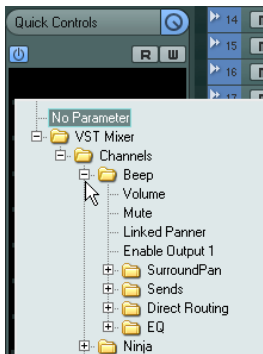 Quick Controls
14
15
R W
16
17
No Parameter
VST Mixer
Channels
Beep
Volume
Mute
Linked Panner
Enable Output 1
SurroundPan
Sends
Direct Routing
EQ
Ninja